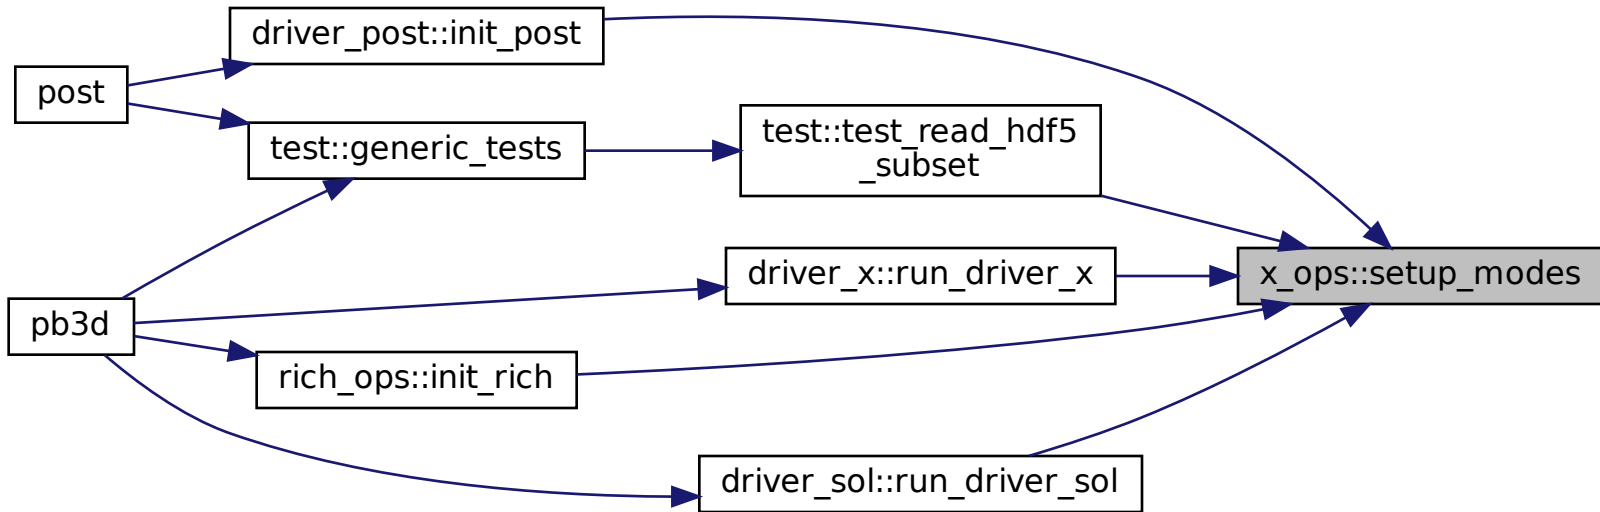 driver_post::init_post
post
test::generic_tests
test::test_read_hdf5
_subset
driver_x::run_driver_x
x_ops::setup_modes
pb3d
rich_ops::init_rich
driver_sol::run_driver_sol